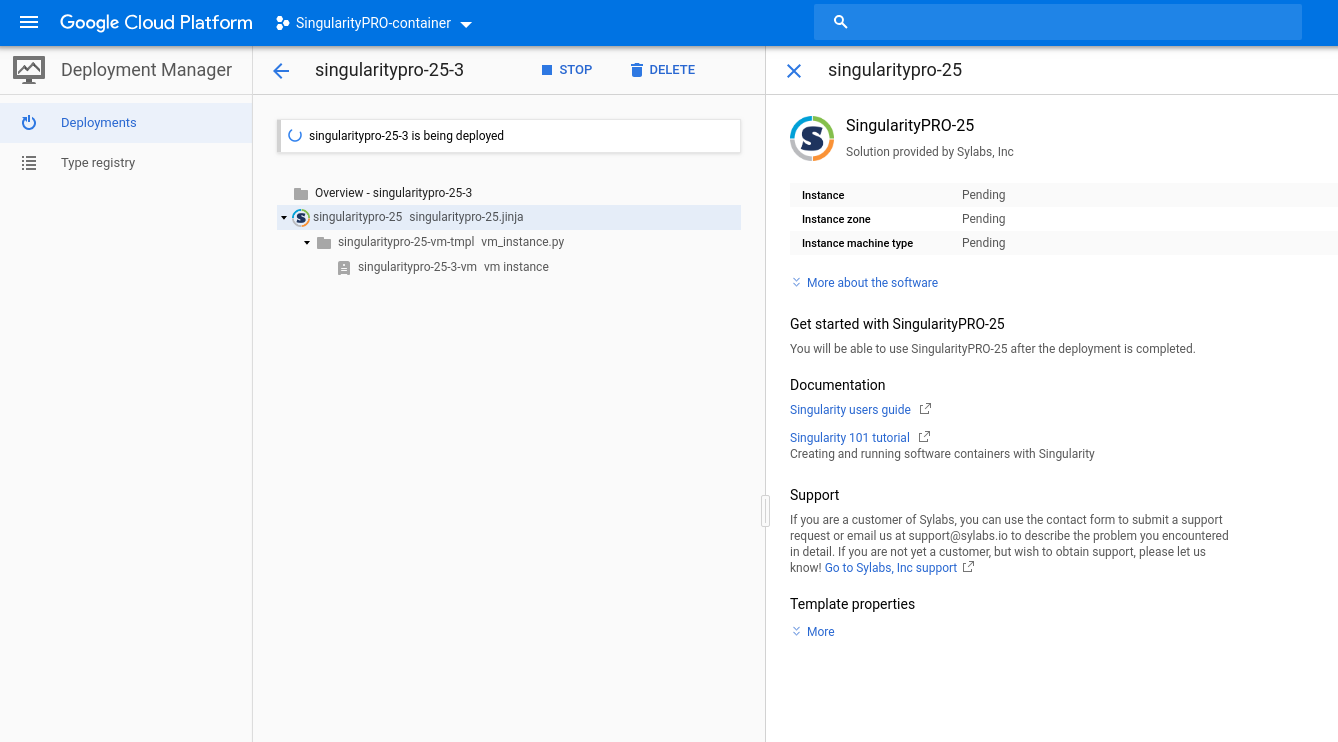 Google Cloud Platform
SingularityPRO-container
Deployment Manager
Deployments
Type registry
singularitypro-25-3
STOP
DELETE
singularitypro-25-3 is being deployed
Overview - singularitypro-25-3
singularitypro-25 singularitypro-25.jinja
singularitypro-25-vm-tmpl vm_instance.py
singularitypro-25-3-vm vm instance
singularitypro-25
SingularityPRO-25
Solution provided by Sylabs, Inc
Instance Pending
Instance zone Pending
Instance machine type Pending
More about the software
Get started with SingularityPRO-25
You will be able to use SingularityPRO-25 after the deployment is completed.
Documentation
Singularity users guide
Singularity 101 tutorial
Creating and running software containers with Singularity
Support
If you are a customer of Sylabs, you can use the contact form to submit a support
request or email us at support@sylabs.io to describe the problem you encountered
in detail. If you are not yet a customer, but wish to obtain support, please let us
know! Go to Sylabs, Inc support
Template properties
More